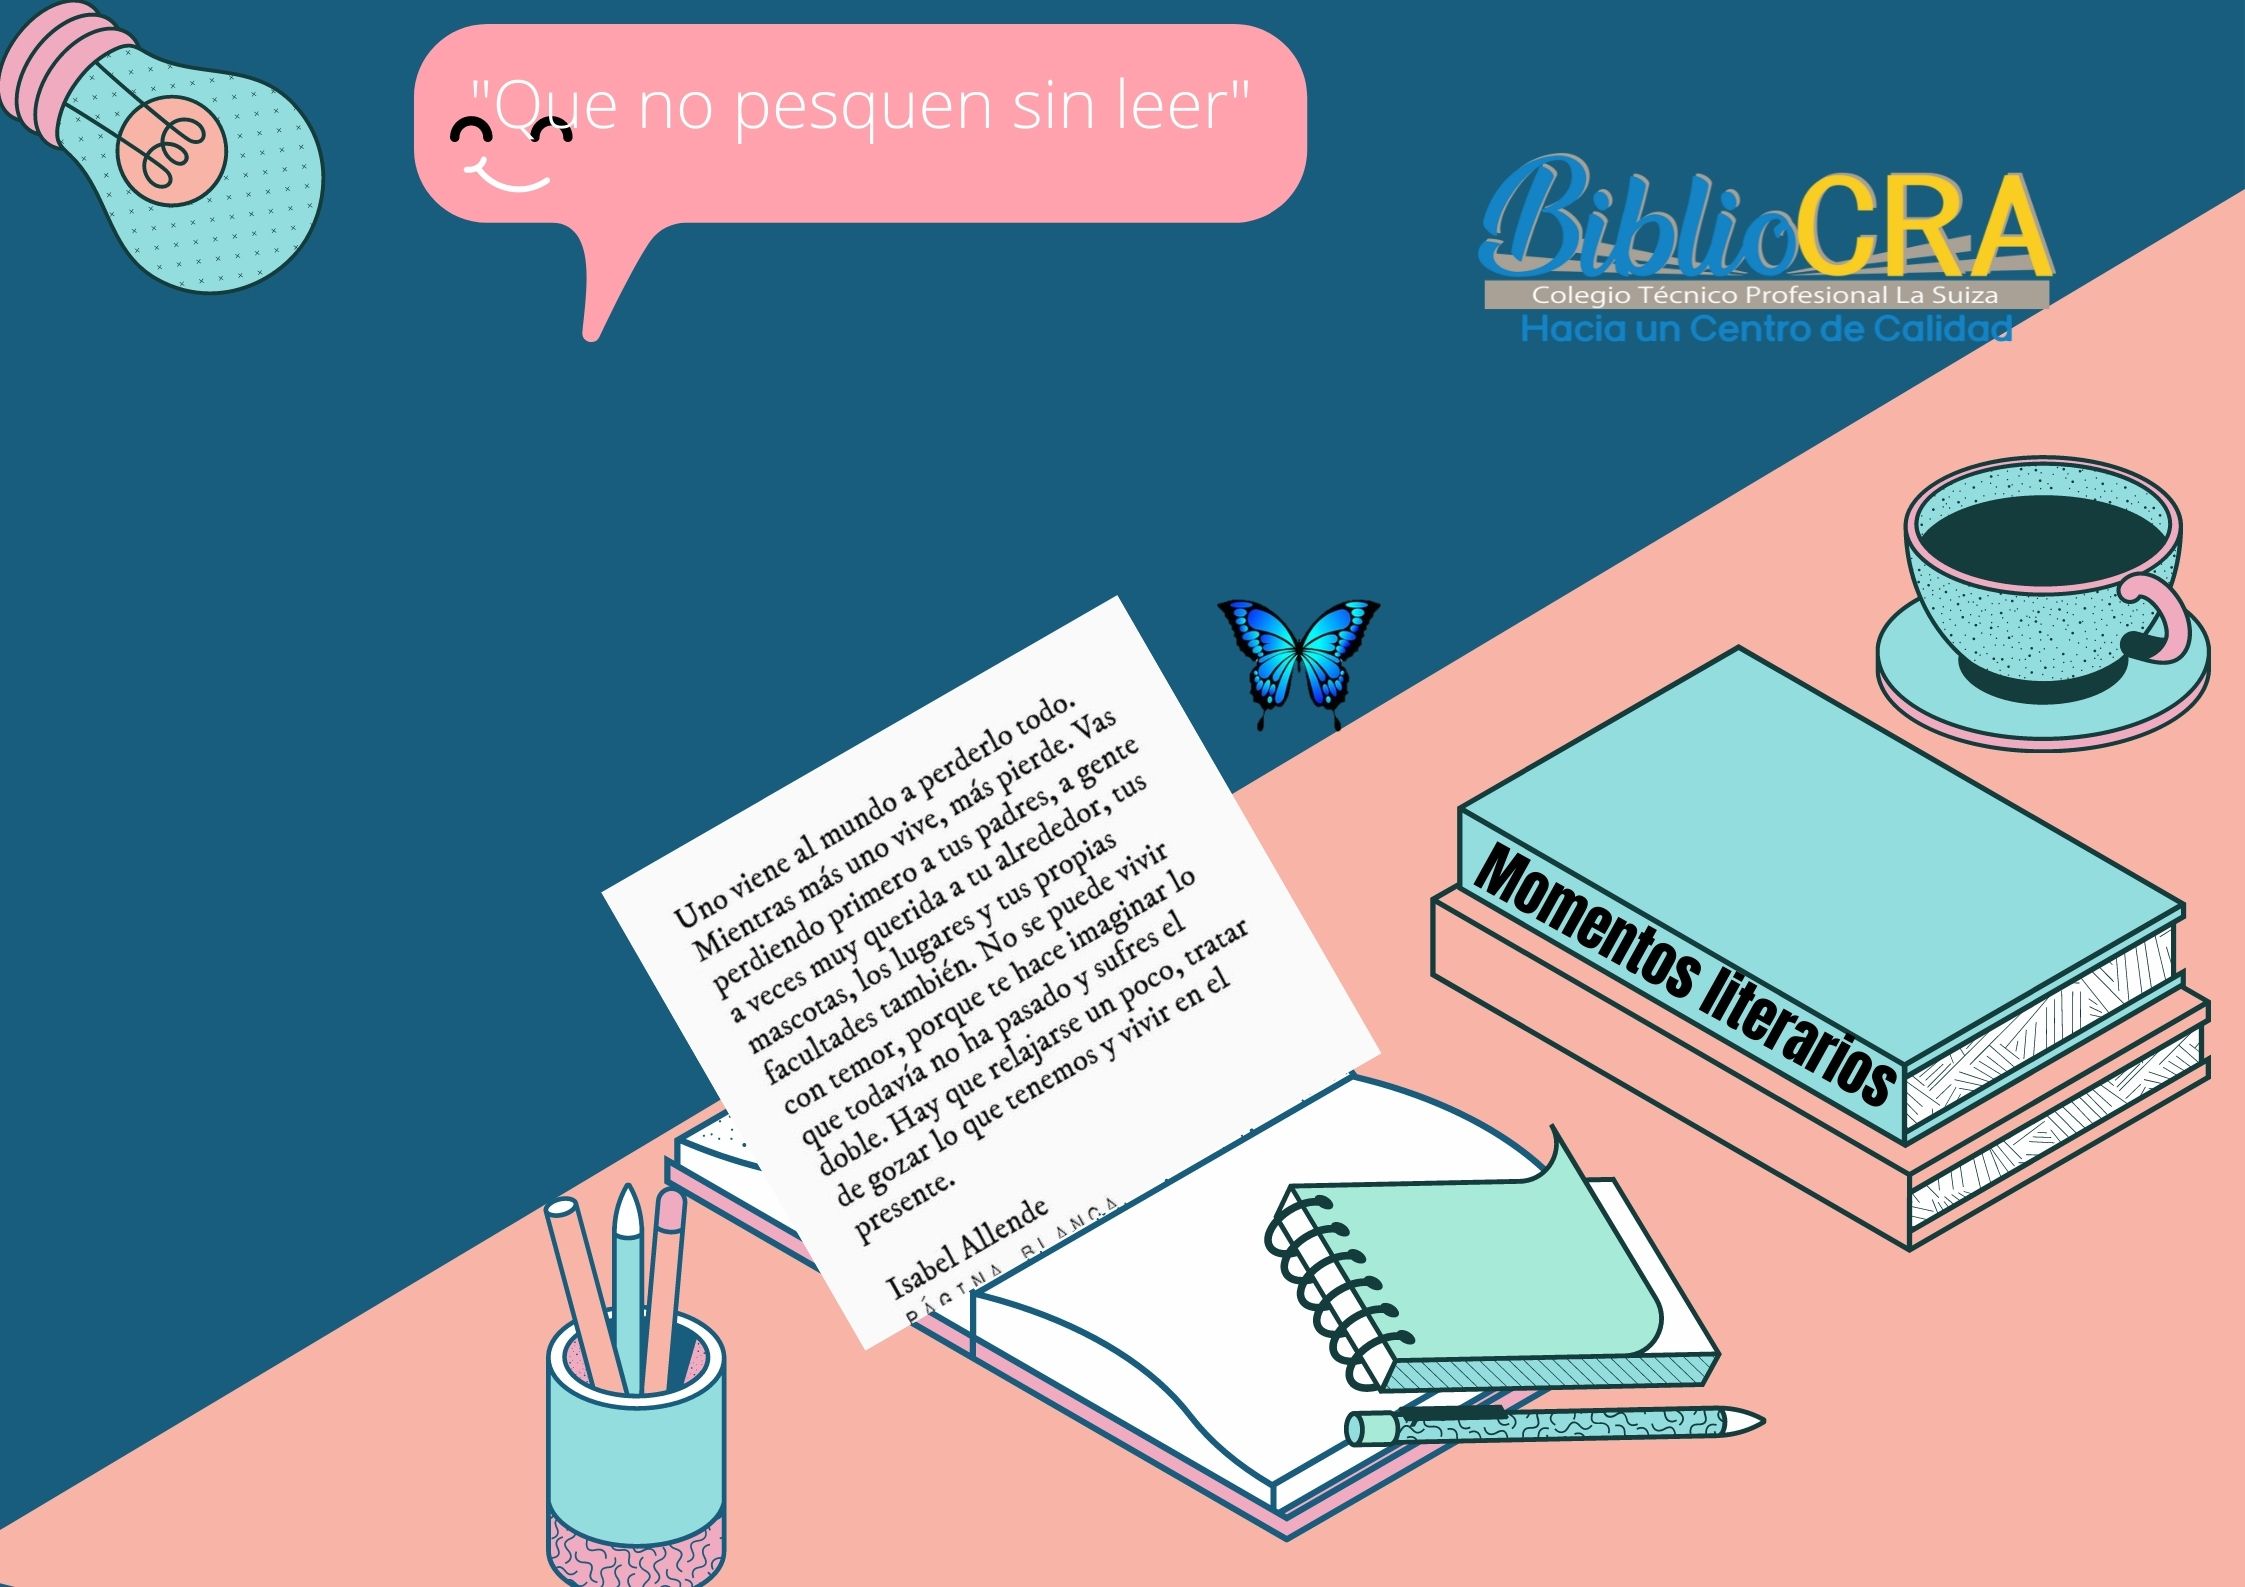 "Que no pesquen sin leer"
BiblioCRA
Colegio Técnico Profesional La Suiza
Hacia un Centro de Calidad
Uno viene al mundo a perderlo todo.
Mientras más uno vive, más pierde. Vas
perdiendo primero a tus padres, a gente
a veces muy querida a tu alrededor, tus
mascotas, los lugares y tus propias
facultades también. No se puede vivir
con temor, porque te hace imaginar lo
que todavía no ha pasado y sufres el
doble. Hay que relajarse un poco, tratar
de gozar lo que tenemos y vivir en el
presente.
Isabel Allende
PÁGINA BLANCA
Momentos literarios